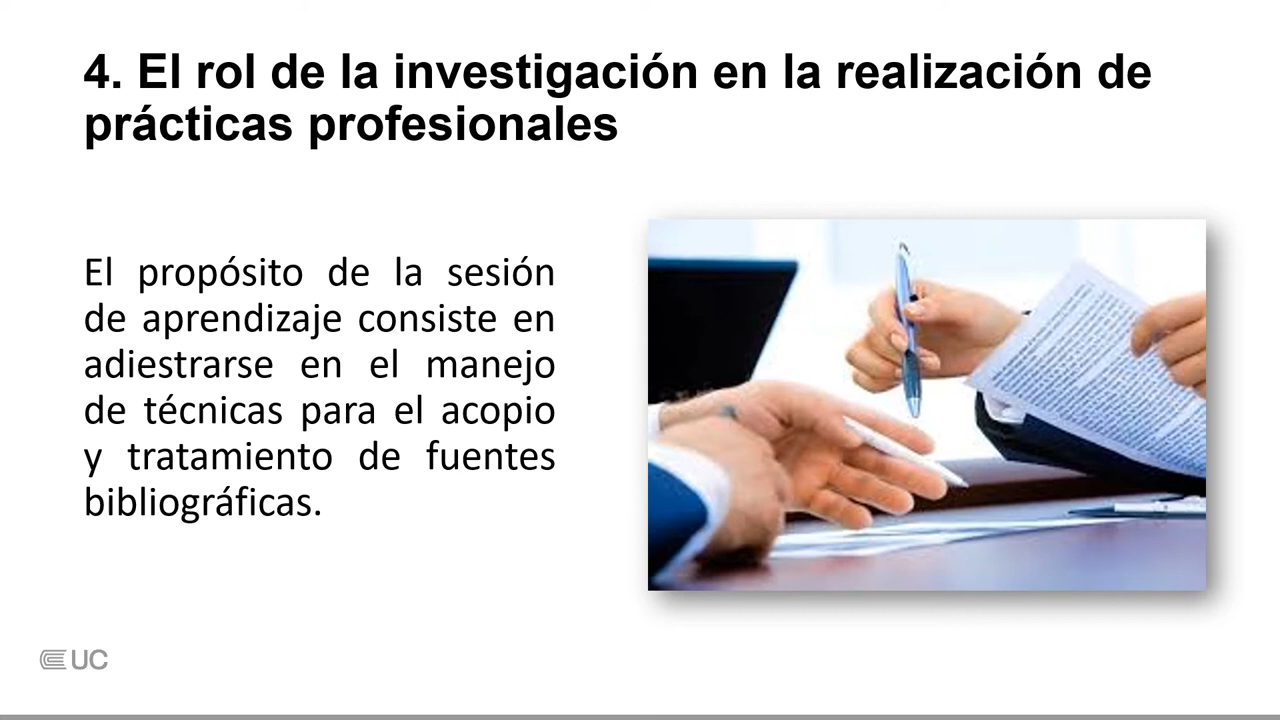 4. El rol de la investigación en la realización de
prácticas profesionales
El propósito de la sesión
de aprendizaje consiste en
adiestrarse en el manejo
de técnicas para el acopio
y tratamiento de fuentes
bibliográficas.
UC